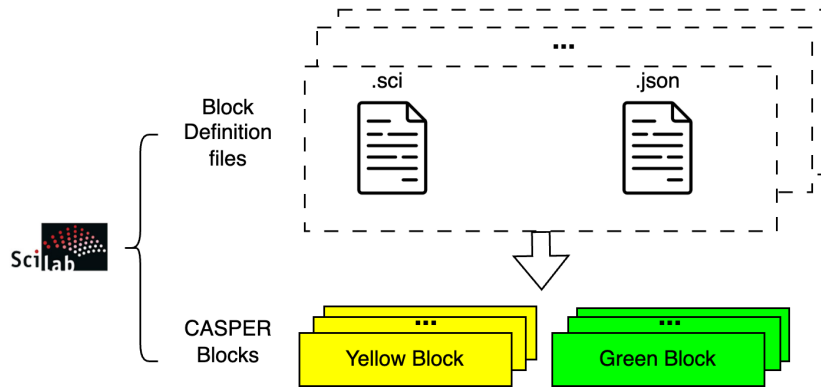 ...
.sci
.json
Block
Definition
files
Scilab
CASPER
Blocks
...
Yellow Block
...
Green Block